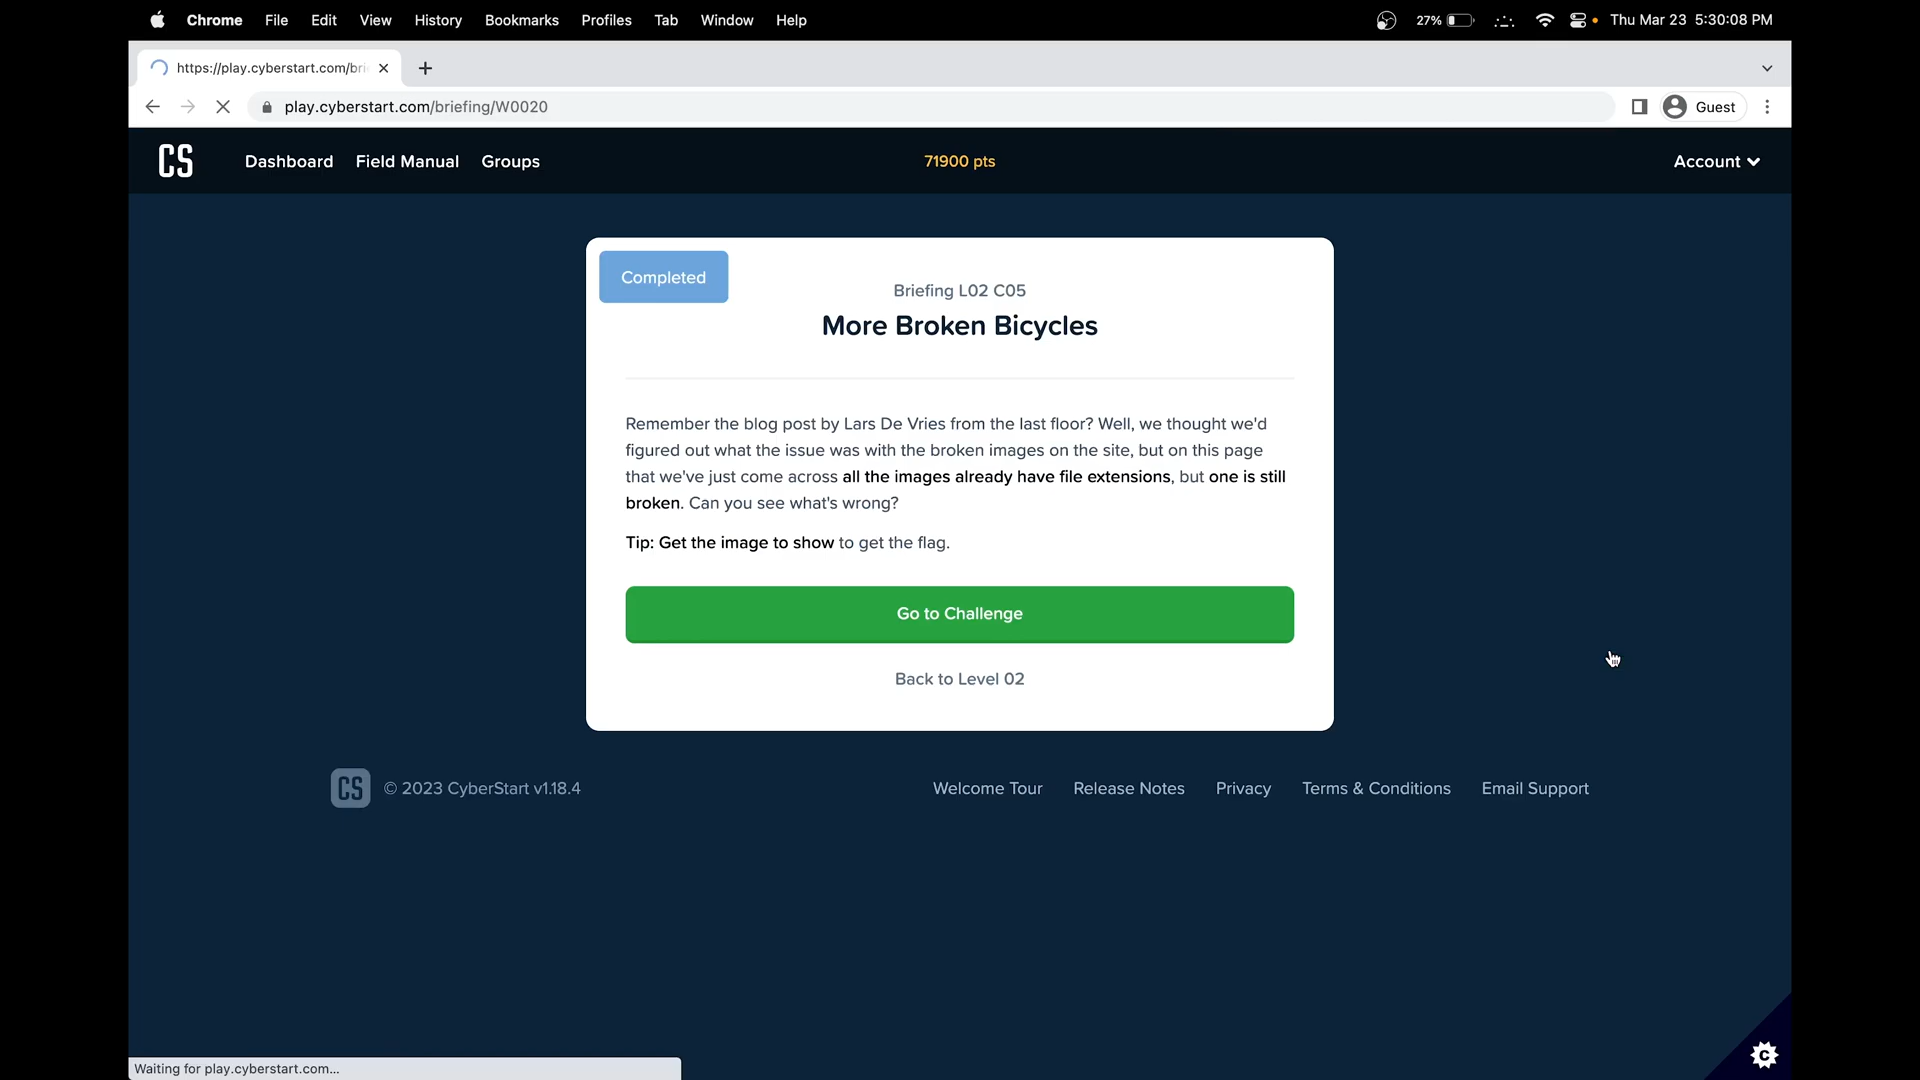 Chrome File Edit View History Bookmarks Profiles Tab Window Help 27% Thu Mar 23 5:30:08 PM
https://play.cyberstart.com/bri
play.cyberstart.com/briefing/W0020 Guest
CS Dashboard Field Manual Groups 71900 pts Account
Completed
Briefing L02 C05
More Broken Bicycles
Remember the blog post by Lars De Vries from the last floor? Well, we thought we'd
figured out what the issue was with the broken images on the site, but on this page
that we've just come across all the images already have file extensions, but one is still
broken. Can you see what's wrong?
Tip: Get the image to show to get the flag.
Go to Challenge
Back to Level 02
CS © 2023 CyberStart v1.18.4 Welcome Tour Release Notes Privacy Terms & Conditions Email Support
C
Waiting for play.cyberstart.com...